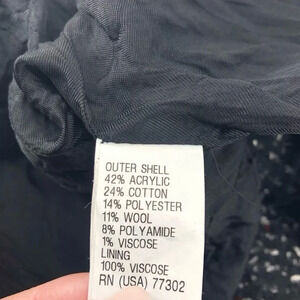 OUTER SHELL
42% ACRYLIC
24% COTTON
14% POLYESTER
11% WOOL
8% POLYAMIDE
1% VISCOSE
LINING
100% VISCOSE
RN (USA) 77302